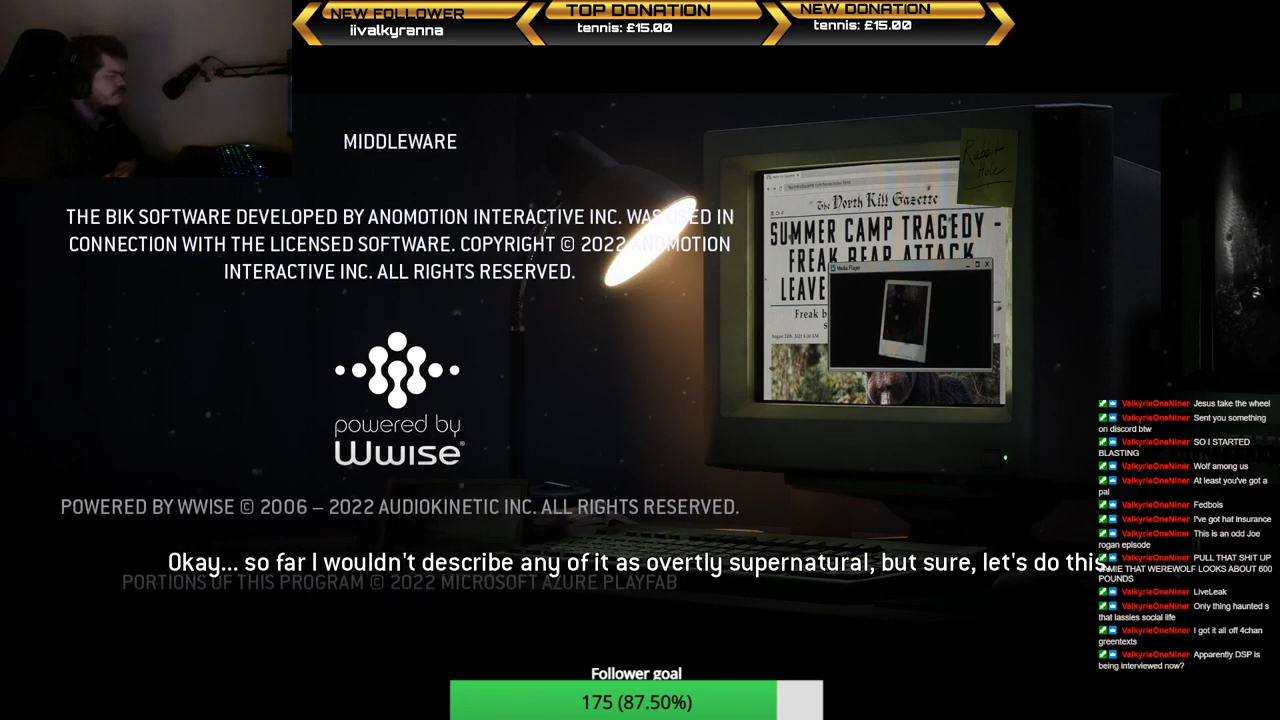 NEW FOLLOWER
iivalkyranna
TOP DONATION
tennis: £15.00
NEW DONATION
tennis: £15.00
MIDDLEWARE
THE BIK SOFTWARE DEVELOPED BY ANOMOTION INTERACTIVE INC. WAS USED IN
CONNECTION WITH THE LICENSED SOFTWARE. COPYRIGHT © 2022 ANOMOTION
INTERACTIVE INC. ALL RIGHTS RESERVED.
powered by
Wwise
POWERED BY WWISE © 2006 – 2022 AUDIOKINETIC INC. ALL RIGHTS RESERVED.
Okay... so far I wouldn't describe any of it as overtly supernatural, but sure, let's do this.
PORTIONS OF THIS PROGRAM © 2022 MICROSOFT AZURE PLAYFAB
Rabbit
Hole
The North Kill Gazette
SUMMER CAMP TRAGEDY -
FREAK BEAR ATTACK
LEAVE
Freak b
Media Player
ValkyrieOneNiner Jesus take the wheel
ValkyrieOneNiner Sent you something
on discord btw
ValkyrieOneNiner SO I STARTED
BLASTING
ValkyrieOneNiner Wolf among us
ValkyrieOneNiner At least you've got a
pal
ValkyrieOneNiner Fedbois
ValkyrieOneNiner I've got hat Insurance
ValkyrieOneNiner This is an odd Joe
rogan episode
ValkyrieOneNiner PULL THAT SHIT UP
MIE THAT WEREWOLF LOOKS ABOUT 600
POUNDS
ValkyrieOneNiner LiveLeak
ValkyrieOneNiner Only thing haunted s
that lassies social life
ValkyrieOneNiner I got it all off 4chan
greentexts
ValkyrieOneNiner Apparently DSP is
being interviewed now?
Follower goal
175 (87.50%)